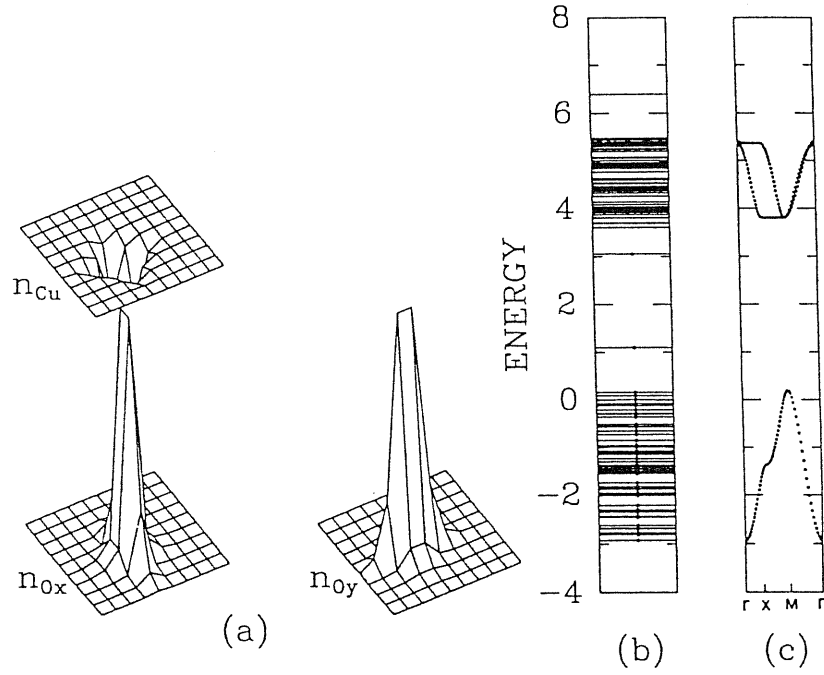 n_Cu
n_Ox
n_Oy
(a)
ENERGY
8
6
4
2
0
−2
−4
(b)
Γ X M Γ
(c)